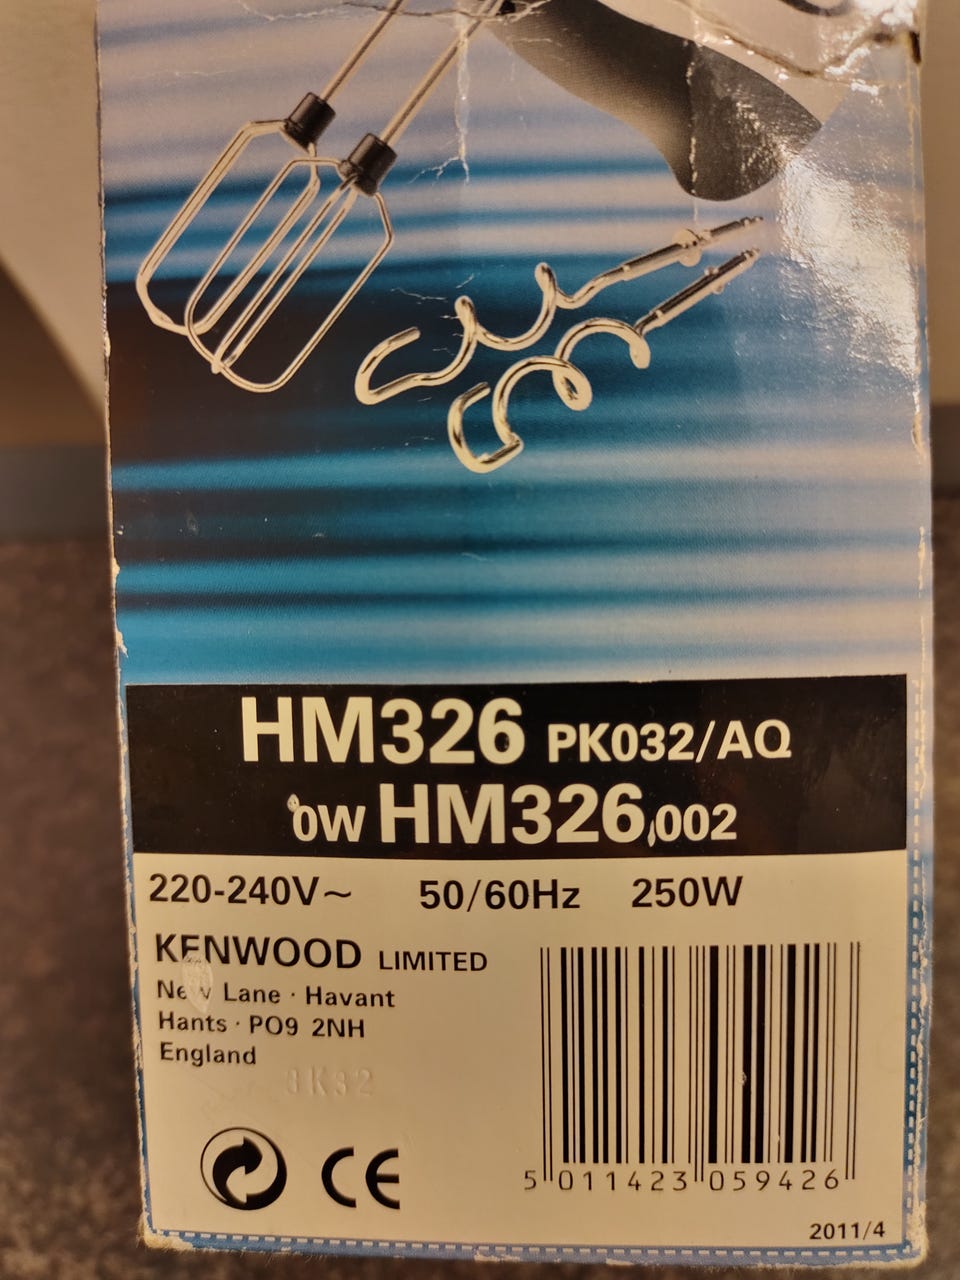 HM326 PK032/AQ
0W HM326,002
220-240V~ 50/60Hz 250W
KENWOOD LIMITED
New Lane · Havant
Hants · PO9 2NH
England
CE
5 011423 059426
2011/4